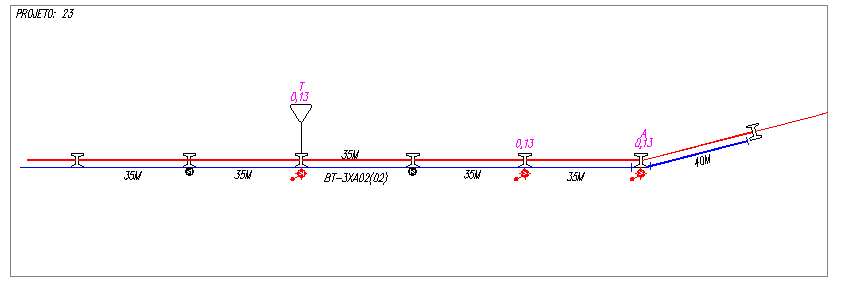 PROJETO: 23
T
0,13
0,13
A
0,13
35M
35M
35M
BT-3XA02(02)
35M
35M
40M